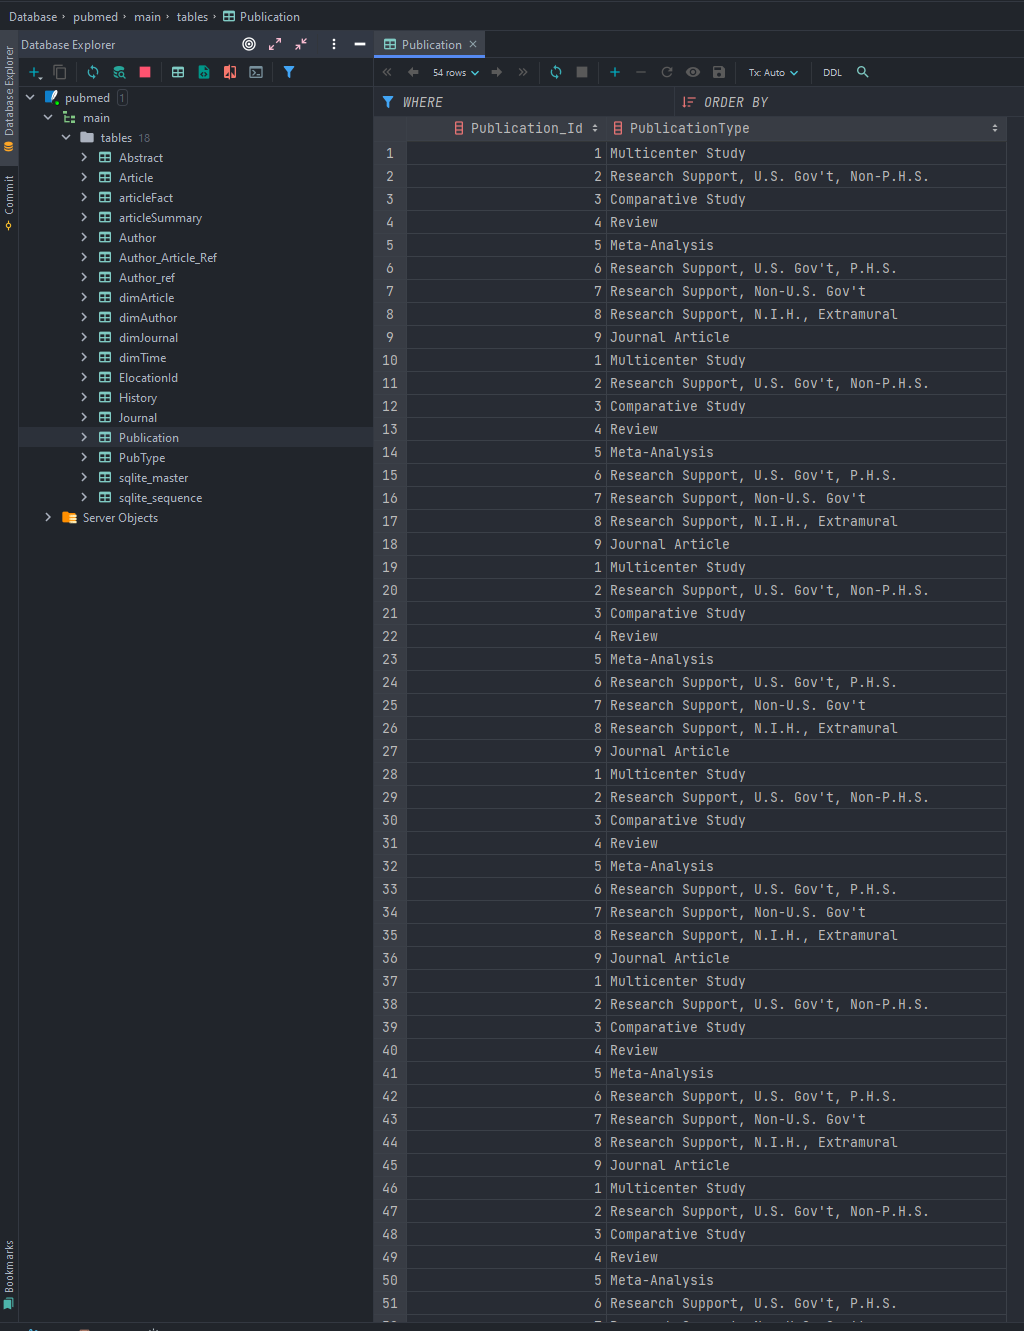 Database › pubmed › main › tables › Publication
Database Explorer
Commit
Bookmarks
Database Explorer
pubmed 1
main
tables 18
Abstract
Article
articleFact
articleSummary
Author
Author_Article_Ref
Author_ref
dimArticle
dimAuthor
dimJournal
dimTime
ElocationId
History
Journal
Publication
PubType
sqlite_master
sqlite_sequence
Server Objects
Publication ×
54 rows Tx: Auto DDL
WHERE ORDER BY
Publication_Id PublicationType
1 1 Multicenter Study
2 2 Research Support, U.S. Gov't, Non-P.H.S.
3 3 Comparative Study
4 4 Review
5 5 Meta-Analysis
6 6 Research Support, U.S. Gov't, P.H.S.
7 7 Research Support, Non-U.S. Gov't
8 8 Research Support, N.I.H., Extramural
9 9 Journal Article
10 1 Multicenter Study
11 2 Research Support, U.S. Gov't, Non-P.H.S.
12 3 Comparative Study
13 4 Review
14 5 Meta-Analysis
15 6 Research Support, U.S. Gov't, P.H.S.
16 7 Research Support, Non-U.S. Gov't
17 8 Research Support, N.I.H., Extramural
18 9 Journal Article
19 1 Multicenter Study
20 2 Research Support, U.S. Gov't, Non-P.H.S.
21 3 Comparative Study
22 4 Review
23 5 Meta-Analysis
24 6 Research Support, U.S. Gov't, P.H.S.
25 7 Research Support, Non-U.S. Gov't
26 8 Research Support, N.I.H., Extramural
27 9 Journal Article
28 1 Multicenter Study
29 2 Research Support, U.S. Gov't, Non-P.H.S.
30 3 Comparative Study
31 4 Review
32 5 Meta-Analysis
33 6 Research Support, U.S. Gov't, P.H.S.
34 7 Research Support, Non-U.S. Gov't
35 8 Research Support, N.I.H., Extramural
36 9 Journal Article
37 1 Multicenter Study
38 2 Research Support, U.S. Gov't, Non-P.H.S.
39 3 Comparative Study
40 4 Review
41 5 Meta-Analysis
42 6 Research Support, U.S. Gov't, P.H.S.
43 7 Research Support, Non-U.S. Gov't
44 8 Research Support, N.I.H., Extramural
45 9 Journal Article
46 1 Multicenter Study
47 2 Research Support, U.S. Gov't, Non-P.H.S.
48 3 Comparative Study
49 4 Review
50 5 Meta-Analysis
51 6 Research Support, U.S. Gov't, P.H.S.